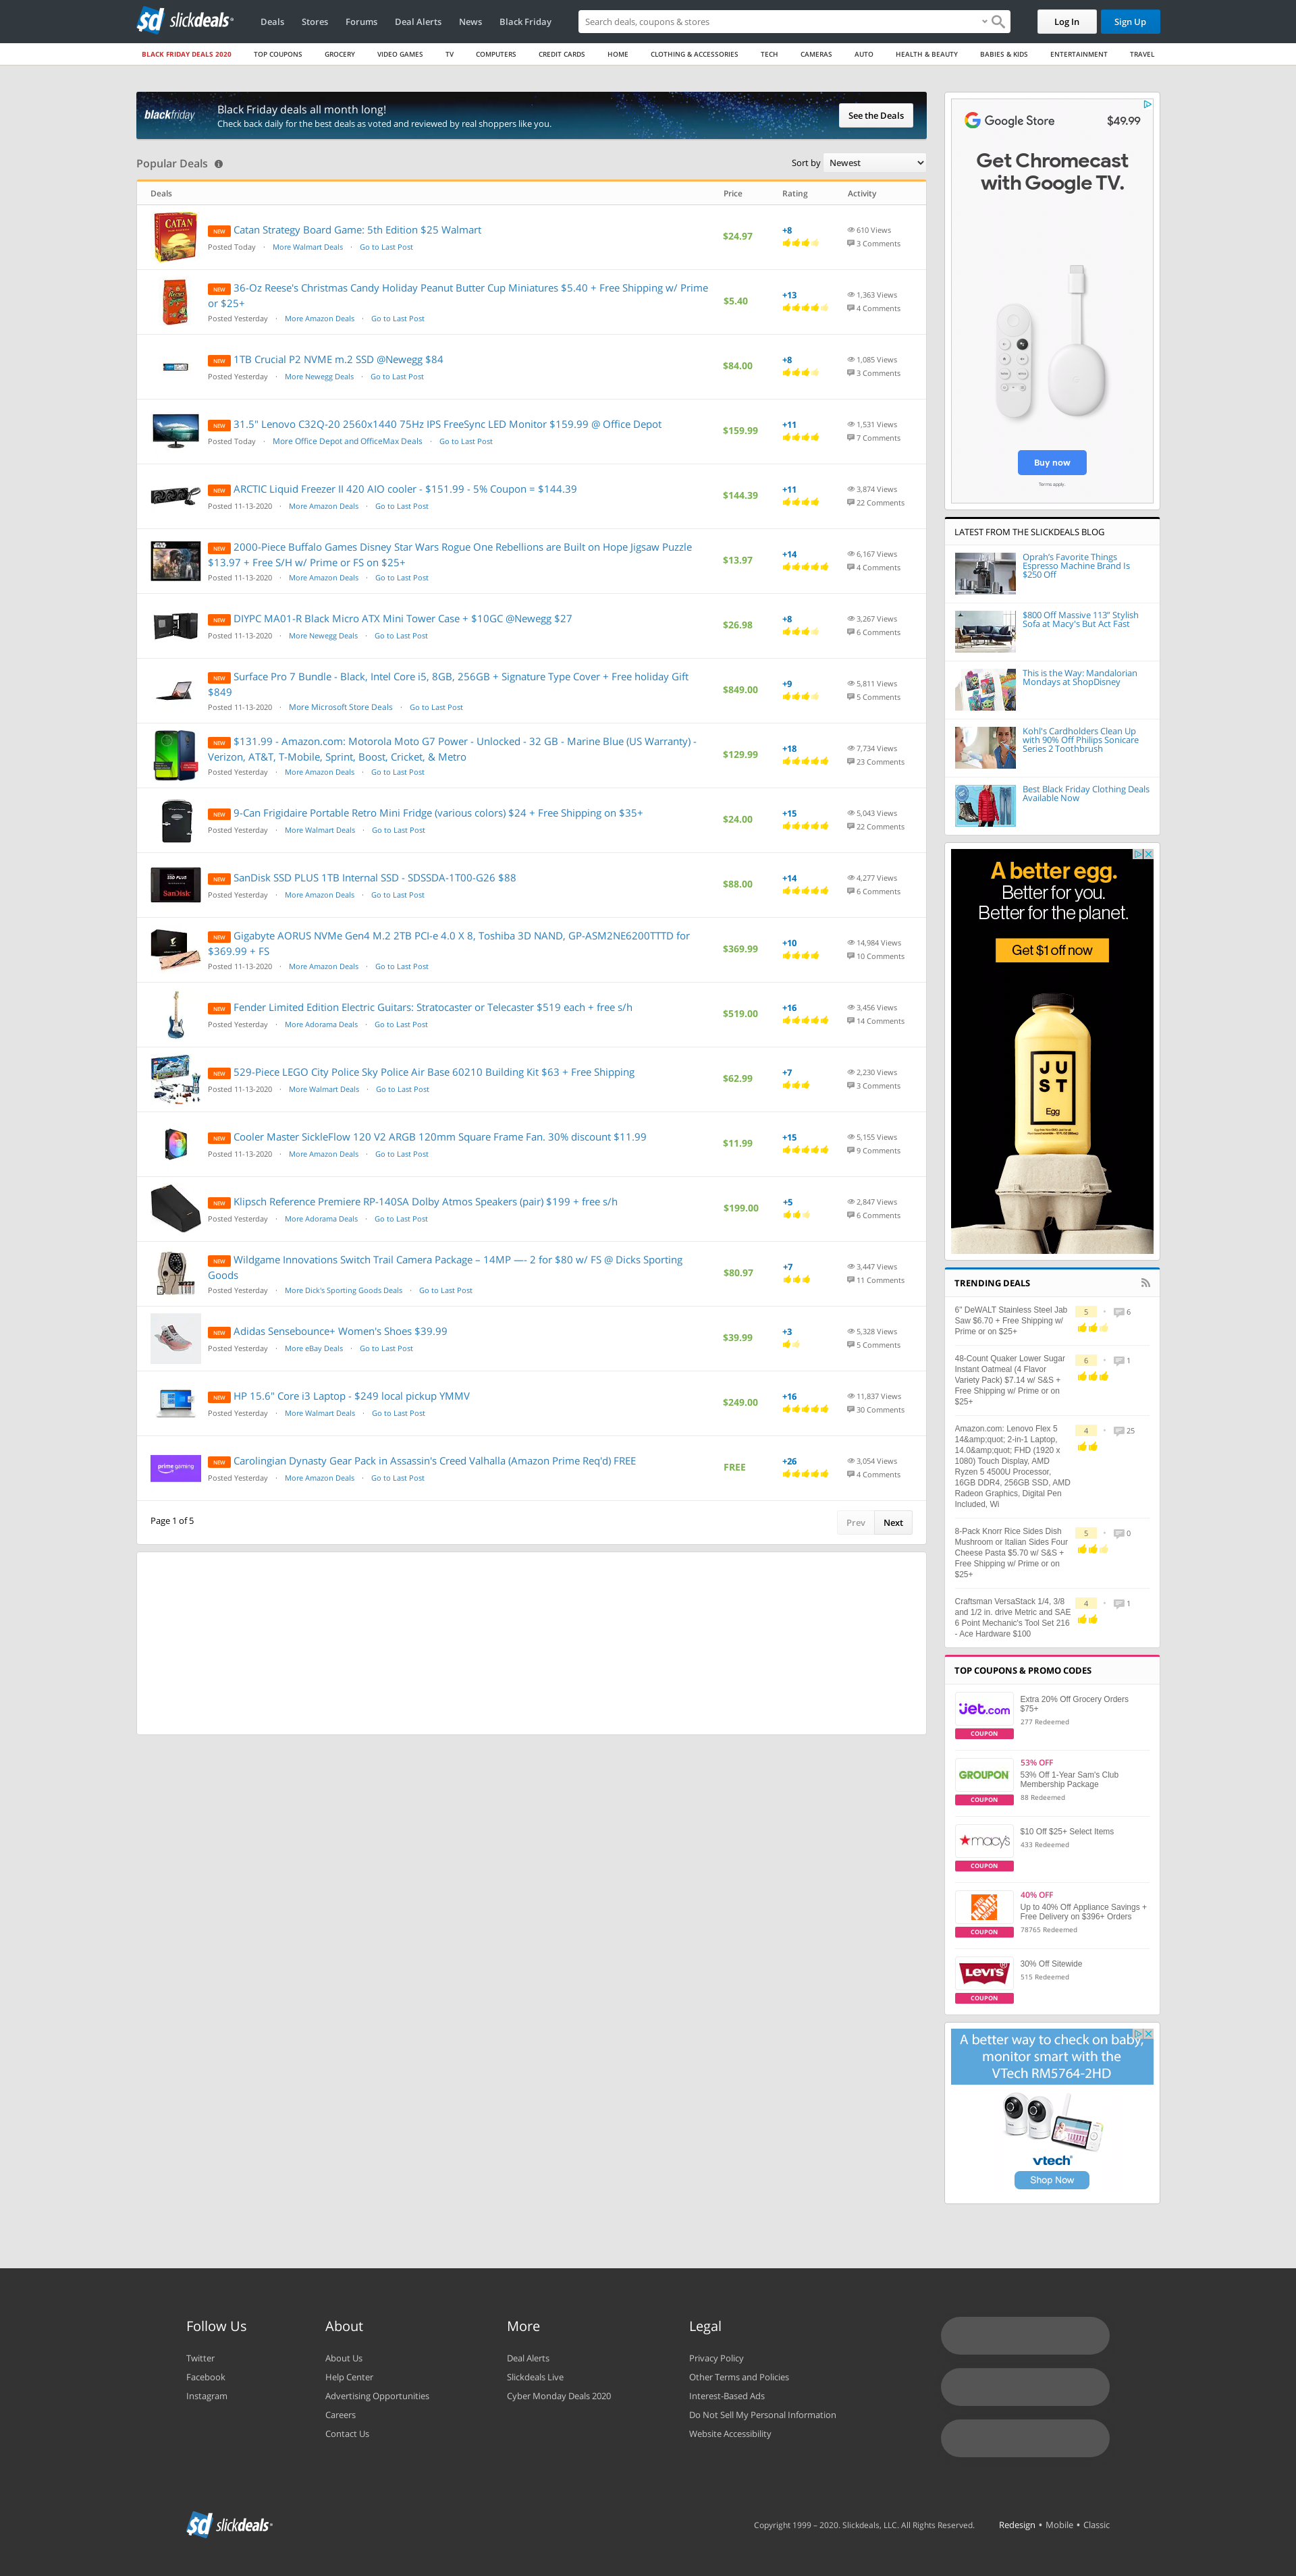 sd slickdeals
Deals
Stores
Forums
Deal Alerts
News
Black Friday
Search deals, coupons & stores
Log In
Sign Up
BLACK FRIDAY DEALS 2020
TOP COUPONS
GROCERY
VIDEO GAMES
TV
COMPUTERS
CREDIT CARDS
HOME
CLOTHING & ACCESSORIES
TECH
CAMERAS
AUTO
HEALTH & BEAUTY
BABIES & KIDS
ENTERTAINMENT
TRAVEL
blackfriday
Black Friday deals all month long!
Check back daily for the best deals as voted and reviewed by real shoppers like you.
See the Deals
Popular Deals
Sort by Newest
Deals Price Rating Activity
CATAN
NEW Catan Strategy Board Game: 5th Edition $25 Walmart
Posted Today · More Walmart Deals · Go to Last Post
$24.97
+8
610 Views
3 Comments
NEW 36-Oz Reese's Christmas Candy Holiday Peanut Butter Cup Miniatures $5.40 + Free Shipping w/ Prime
or $25+
Posted Yesterday · More Amazon Deals · Go to Last Post
$5.40
+13
1,363 Views
4 Comments
NEW 1TB Crucial P2 NVME m.2 SSD @Newegg $84
Posted Yesterday · More Newegg Deals · Go to Last Post
$84.00
+8
1,085 Views
3 Comments
NEW 31.5" Lenovo C32Q-20 2560x1440 75Hz IPS FreeSync LED Monitor $159.99 @ Office Depot
Posted Today · More Office Depot and OfficeMax Deals · Go to Last Post
$159.99
+11
1,531 Views
7 Comments
NEW ARCTIC Liquid Freezer II 420 AIO cooler - $151.99 - 5% Coupon = $144.39
Posted 11-13-2020 · More Amazon Deals · Go to Last Post
$144.39
+11
3,874 Views
22 Comments
NEW 2000-Piece Buffalo Games Disney Star Wars Rogue One Rebellions are Built on Hope Jigsaw Puzzle
$13.97 + Free S/H w/ Prime or FS on $25+
Posted 11-13-2020 · More Amazon Deals · Go to Last Post
$13.97
+14
6,167 Views
4 Comments
NEW DIYPC MA01-R Black Micro ATX Mini Tower Case + $10GC @Newegg $27
Posted 11-13-2020 · More Newegg Deals · Go to Last Post
$26.98
+8
3,267 Views
6 Comments
NEW Surface Pro 7 Bundle - Black, Intel Core i5, 8GB, 256GB + Signature Type Cover + Free holiday Gift
$849
Posted 11-13-2020 · More Microsoft Store Deals · Go to Last Post
$849.00
+9
5,811 Views
5 Comments
NEW $131.99 - Amazon.com: Motorola Moto G7 Power - Unlocked - 32 GB - Marine Blue (US Warranty) -
Verizon, AT&T, T-Mobile, Sprint, Boost, Cricket, & Metro
Posted Yesterday · More Amazon Deals · Go to Last Post
$129.99
+18
7,734 Views
23 Comments
NEW 9-Can Frigidaire Portable Retro Mini Fridge (various colors) $24 + Free Shipping on $35+
Posted Yesterday · More Walmart Deals · Go to Last Post
$24.00
+15
5,043 Views
22 Comments
SSD PLUS
SanDisk
NEW SanDisk SSD PLUS 1TB Internal SSD - SDSSDA-1T00-G26 $88
Posted Yesterday · More Amazon Deals · Go to Last Post
$88.00
+14
4,277 Views
6 Comments
NEW Gigabyte AORUS NVMe Gen4 M.2 2TB PCI-e 4.0 X 8, Toshiba 3D NAND, GP-ASM2NE6200TTTD for
$369.99 + FS
Posted 11-13-2020 · More Amazon Deals · Go to Last Post
$369.99
+10
14,984 Views
10 Comments
NEW Fender Limited Edition Electric Guitars: Stratocaster or Telecaster $519 each + free s/h
Posted Yesterday · More Adorama Deals · Go to Last Post
$519.00
+16
3,456 Views
14 Comments
NEW 529-Piece LEGO City Police Sky Police Air Base 60210 Building Kit $63 + Free Shipping
Posted 11-13-2020 · More Walmart Deals · Go to Last Post
$62.99
+7
2,230 Views
3 Comments
NEW Cooler Master SickleFlow 120 V2 ARGB 120mm Square Frame Fan. 30% discount $11.99
Posted 11-13-2020 · More Amazon Deals · Go to Last Post
$11.99
+15
5,155 Views
9 Comments
NEW Klipsch Reference Premiere RP-140SA Dolby Atmos Speakers (pair) $199 + free s/h
Posted Yesterday · More Adorama Deals · Go to Last Post
$199.00
+5
2,847 Views
6 Comments
NEW Wildgame Innovations Switch Trail Camera Package – 14MP —- 2 for $80 w/ FS @ Dicks Sporting
Goods
Posted Yesterday · More Dick's Sporting Goods Deals · Go to Last Post
$80.97
+7
3,447 Views
11 Comments
NEW Adidas Sensebounce+ Women's Shoes $39.99
Posted Yesterday · More eBay Deals · Go to Last Post
$39.99
+3
5,328 Views
5 Comments
NEW HP 15.6" Core i3 Laptop - $249 local pickup YMMV
Posted Yesterday · More Walmart Deals · Go to Last Post
$249.00
+16
11,837 Views
30 Comments
prime gaming
NEW Carolingian Dynasty Gear Pack in Assassin's Creed Valhalla (Amazon Prime Req'd) FREE
Posted Yesterday · More Amazon Deals · Go to Last Post
FREE
+26
3,054 Views
4 Comments
Page 1 of 5
Prev
Next
Google Store
$49.99
Get Chromecast
with Google TV.
Buy now
Terms apply.
LATEST FROM THE SLICKDEALS BLOG
Oprah's Favorite Things
Espresso Machine Brand Is
$250 Off
$800 Off Massive 113" Stylish
Sofa at Macy's But Act Fast
This is the Way: Mandalorian
Mondays at ShopDisney
Kohl's Cardholders Clean Up
with 90% Off Philips Sonicare
Series 2 Toothbrush
Best Black Friday Clothing Deals
Available Now
A better egg.
Better for you.
Better for the planet.
Get $1 off now
JUST
Egg
TRENDING DEALS
6" DeWALT Stainless Steel Jab
Saw $6.70 + Free Shipping w/
Prime or on $25+
5 · 6
48-Count Quaker Lower Sugar
Instant Oatmeal (4 Flavor
Variety Pack) $7.14 w/ S&S +
Free Shipping w/ Prime or on
$25+
6 · 1
Amazon.com: Lenovo Flex 5
14&amp;quot; 2-in-1 Laptop,
14.0&amp;quot; FHD (1920 x
1080) Touch Display, AMD
Ryzen 5 4500U Processor,
16GB DDR4, 256GB SSD, AMD
Radeon Graphics, Digital Pen
Included, Wi
4 · 25
8-Pack Knorr Rice Sides Dish
Mushroom or Italian Sides Four
Cheese Pasta $5.70 w/ S&S +
Free Shipping w/ Prime or on
$25+
5 · 0
Craftsman VersaStack 1/4, 3/8
and 1/2 in. drive Metric and SAE
6 Point Mechanic's Tool Set 216
- Ace Hardware $100
4 · 1
TOP COUPONS & PROMO CODES
jet.com
COUPON
Extra 20% Off Grocery Orders
$75+
277 Redeemed
GROUPON
COUPON
53% OFF
53% Off 1-Year Sam's Club
Membership Package
88 Redeemed
macy's
COUPON
$10 Off $25+ Select Items
433 Redeemed
THE HOME DEPOT
COUPON
40% OFF
Up to 40% Off Appliance Savings +
Free Delivery on $396+ Orders
78765 Redeemed
LEVI'S
COUPON
30% Off Sitewide
515 Redeemed
A better way to check on baby,
monitor smart with the
VTech RM5764-2HD
vtech
Shop Now
Follow Us
Twitter
Facebook
Instagram
About
About Us
Help Center
Advertising Opportunities
Careers
Contact Us
More
Deal Alerts
Slickdeals Live
Cyber Monday Deals 2020
Legal
Privacy Policy
Other Terms and Policies
Interest-Based Ads
Do Not Sell My Personal Information
Website Accessibility
sd slickdeals
Copyright 1999 – 2020. Slickdeals, LLC. All Rights Reserved.
Redesign • Mobile • Classic